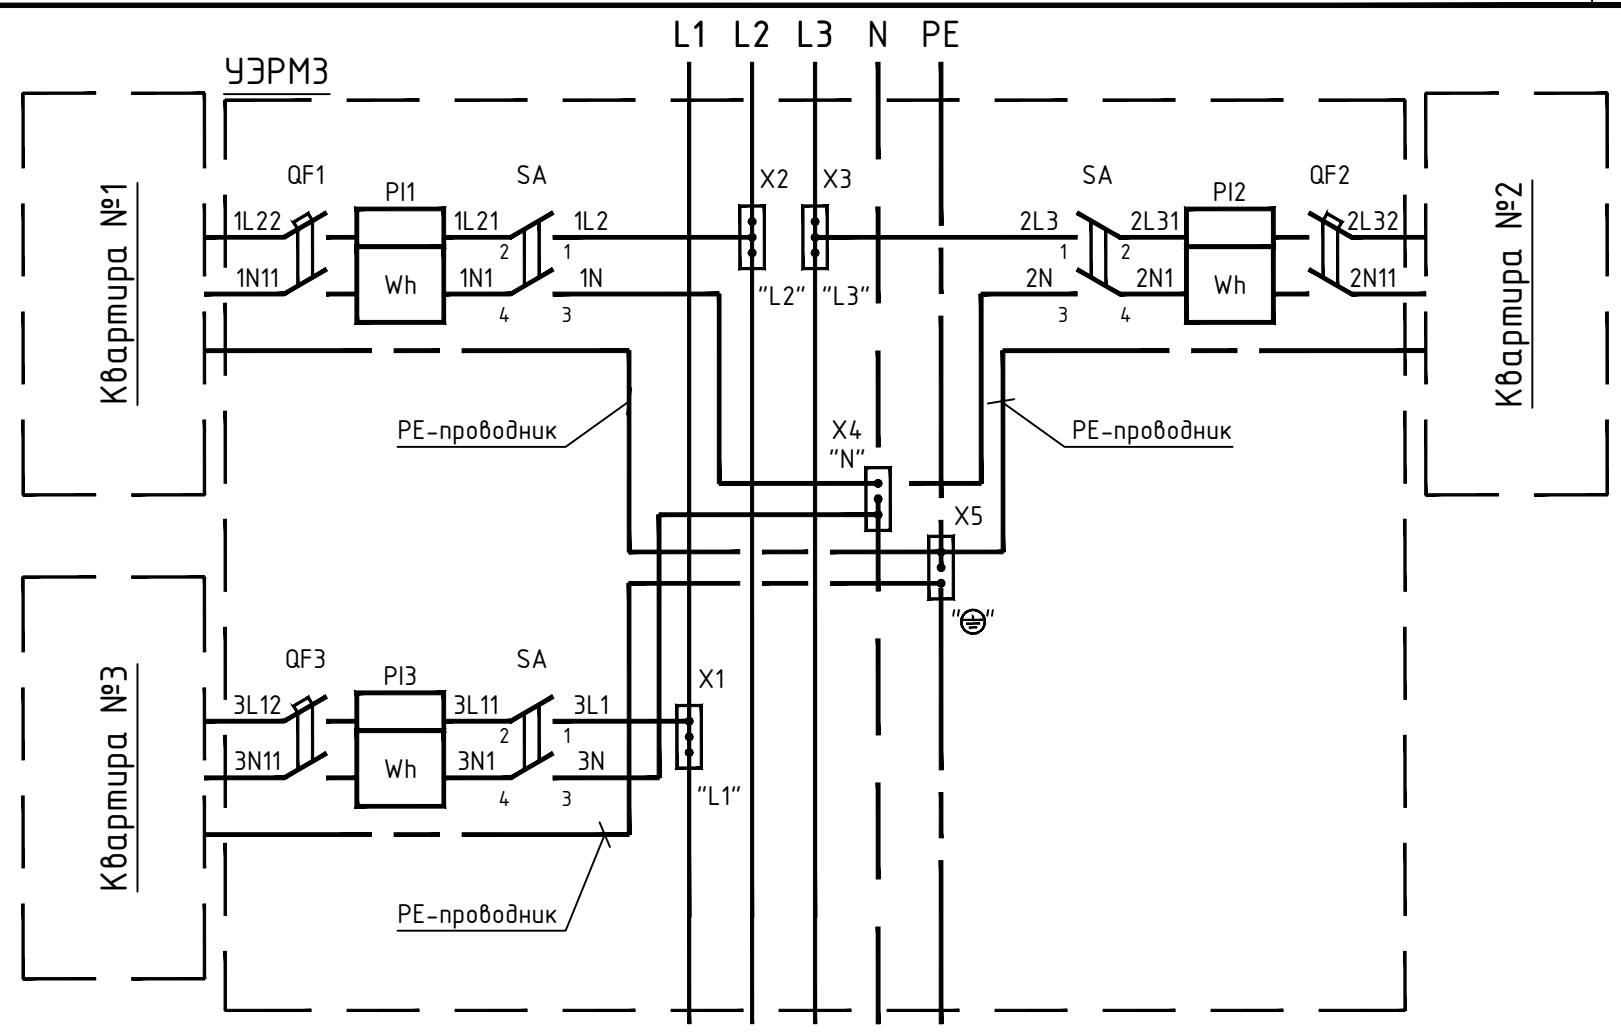 L1 L2 L3 N PE
УЭРМ3
QF1 SA X2 X3 SA QF2
PI1 PI2
1L22 1L21 1L2 2L3 2L31 2L32
2 1 1 2
1N11 Wh 1N1 1N "L2" "L3" 2N 2N1 Wh 2N11
4 3 3 4
Квартира №1
Квартира №2
PE-проводник X4 PE-проводник
"N"
X5
" "
Квартира №3
QF3 SA X1
PI3
3L12 3L11 3L1
2 1
3N11 Wh 3N1 3N
4 3 "L1"
PE-проводник